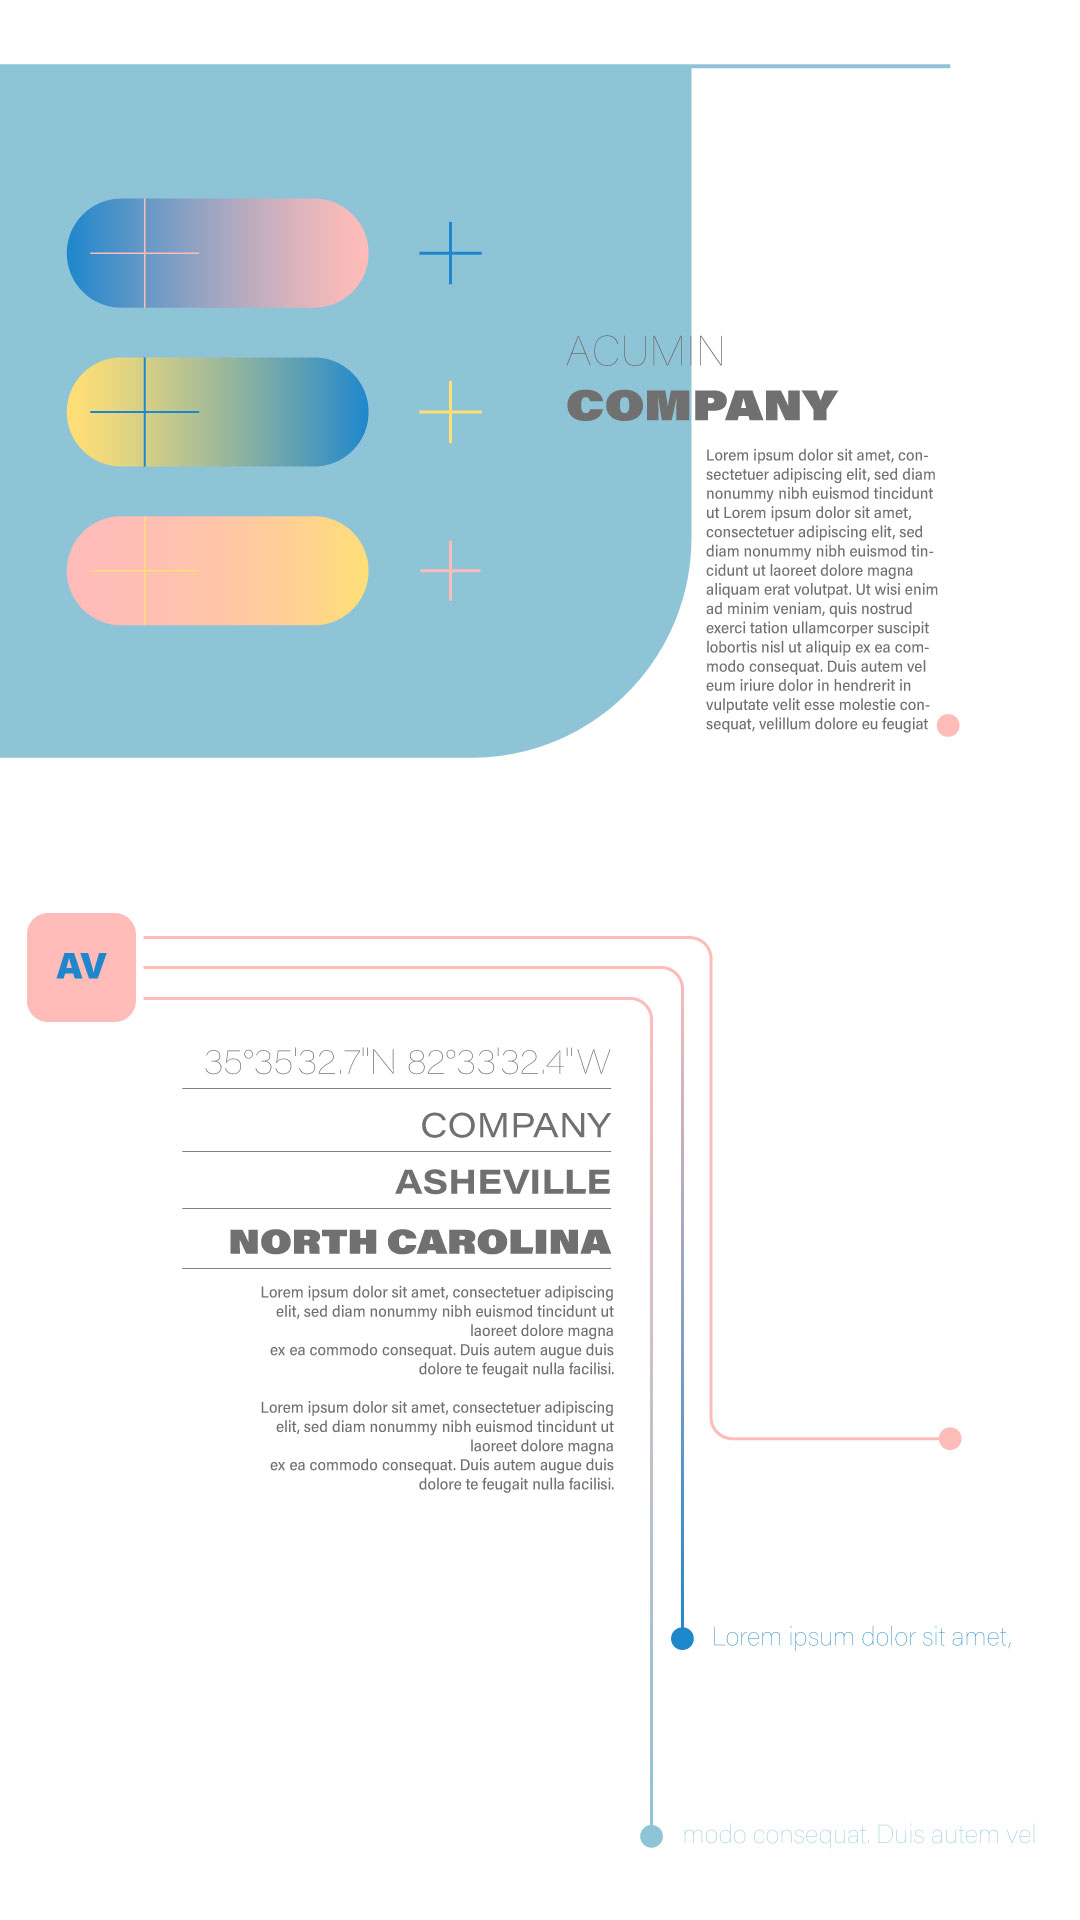 ACUMIN
COMPANY
Lorem ipsum dolor sit amet, con-
sectetuer adipiscing elit, sed diam
nonummy nibh euismod tincidunt
ut Lorem ipsum dolor sit amet,
consectetuer adipiscing elit, sed
diam nonummy nibh euismod tin-
cidunt ut laoreet dolore magna
aliquam erat volutpat. Ut wisi enim
ad minim veniam, quis nostrud
exerci tation ullamcorper suscipit
lobortis nisl ut aliquip ex ea com-
modo consequat. Duis autem vel
eum iriure dolor in hendrerit in
vulputate velit esse molestie con-
sequat, velillum dolore eu feugiat
AV
35°35'32.7"N 82°33'32.4"W
COMPANY
ASHEVILLE
NORTH CAROLINA
Lorem ipsum dolor sit amet, consectetuer adipiscing
elit, sed diam nonummy nibh euismod tincidunt ut
laoreet dolore magna
ex ea commodo consequat. Duis autem augue duis
dolore te feugait nulla facilisi.
Lorem ipsum dolor sit amet, consectetuer adipiscing
elit, sed diam nonummy nibh euismod tincidunt ut
laoreet dolore magna
ex ea commodo consequat. Duis autem augue duis
dolore te feugait nulla facilisi.
Lorem ipsum dolor sit amet,
modo consequat. Duis autem vel